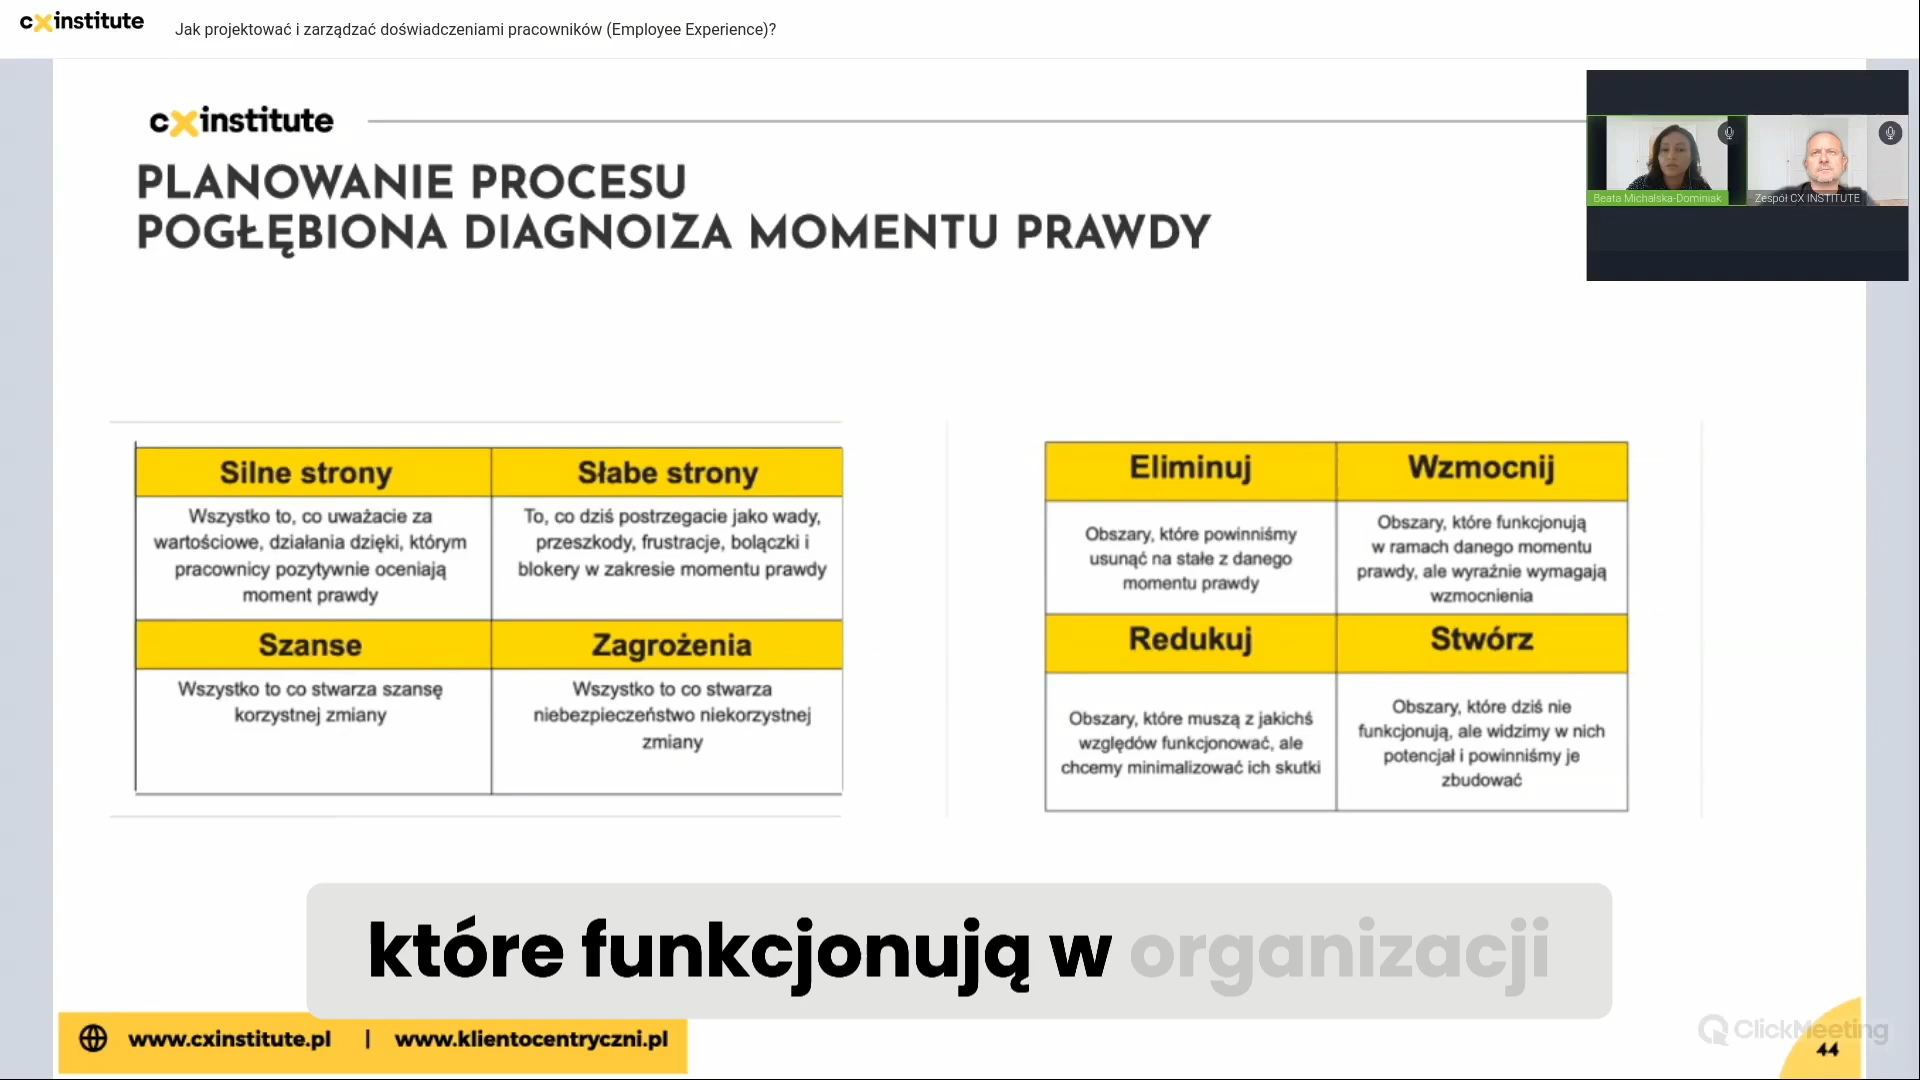 cxinstitute
Jak projektować i zarządzać doświadczeniami pracowników (Employee Experience)?
cxinstitute
PLANOWANIE PROCESU
POGŁĘBIONA DIAGNOIZA MOMENTU PRAWDY
Beata Michalska-Dominiak
Zespół CX INSTITUTE
Silne strony
Wszystko to, co uważacie za
wartościowe, działania dzięki, którym
pracownicy pozytywnie oceniają
moment prawdy
Słabe strony
To, co dziś postrzegacie jako wady,
przeszkody, frustracje, bolączki i
blokery w zakresie momentu prawdy
Szanse
Wszystko to co stwarza szansę
korzystnej zmiany
Zagrożenia
Wszystko to co stwarza
niebezpieczeństwo niekorzystnej
zmiany
Eliminuj
Obszary, które powinniśmy
usunąć na stałe z danego
momentu prawdy
Wzmocnij
Obszary, które funkcjonują
w ramach danego momentu
prawdy, ale wyraźnie wymagają
wzmocnienia
Redukuj
Obszary, które muszą z jakichś
względów funkcjonować, ale
chcemy minimalizować ich skutki
Stwórz
Obszary, które dziś nie
funkcjonują, ale widzimy w nich
potencjał i powinniśmy je
zbudować
które funkcjonują w organizacji
www.cxinstitute.pl | www.klientocentryczni.pl
ClickMeeting
44